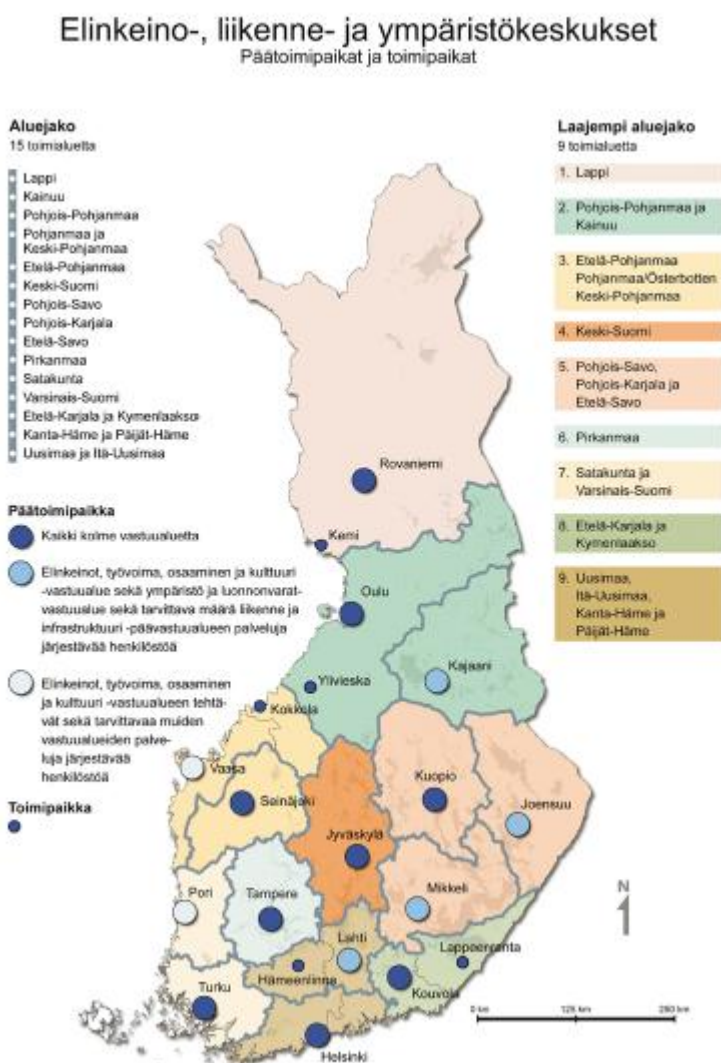 Elinkeino-, liikenne- ja ympäristökeskukset
Päätoimipaikat ja toimipaikat
Aluejako
15 toimialuetta
Lappi
Kainuu
Pohjois-Pohjanmaa
Pohjanmaa ja
Keski-Pohjanmaa
Etelä-Pohjanmaa
Keski-Suomi
Pohjois-Savo
Pohjois-Karjala
Etelä-Savo
Pirkanmaa
Satakunta
Varsinais-Suomi
Etelä-Karjala ja Kymenlaakso
Kanta-Häme ja Päijät-Häme
Uusimaa ja Itä-Uusimaa
Päätoimipaikka
Kaikki kolme vastuualuetta
Elinkeinot, työvoima, osaaminen ja kulttuuri
-vastuualue sekä ympäristö ja luonnonvarat-
vastuualue sekä tarvittava määrä liikenne ja
infrastruktuuri -päävastuualueen palveluja
järjestävää henkilöstöä
Elinkeinot, työvoima, osaaminen
ja kulttuuri -vastuualueen tehtä-
vät sekä tarvittavaa muiden
vastuualueiden palve-
luja järjestävää
henkilöstöä
Toimipaikka
Laajempi aluejako
9 toimialuetta
1. Lappi
2. Pohjois-Pohjanmaa ja
Kainuu
3. Etelä-Pohjanmaa
Pohjanmaa/Österbotten
Keski-Pohjanmaa
4. Keski-Suomi
5. Pohjois-Savo,
Pohjois-Karjala ja
Etelä-Savo
6. Pirkanmaa
7. Satakunta ja
Varsinais-Suomi
8. Etelä-Karjala ja
Kymenlaakso
9. Uusimaa,
Itä-Uusimaa,
Kanta-Häme ja
Päijät-Häme
Rovaniemi
Kemi
Oulu
Ylivieska
Kajaani
Kokkola
Vaasa
Seinäjoki
Kuopio
Joensuu
Jyväskylä
Pori
Tampere
Mikkeli
Lahti
Lappeenranta
Hämeenlinna
Turku
Kouvola
Helsinki
N
0 km 125 km 250 km